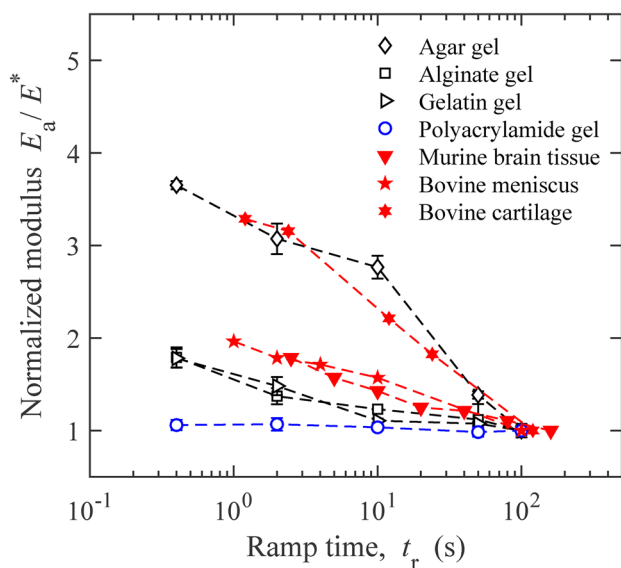 Normalized modulus E_a / E^*
5
4
3
2
1
Agar gel
Alginate gel
Gelatin gel
Polyacrylamide gel
Murine brain tissue
Bovine meniscus
Bovine cartilage
10^-1 10^0 10^1 10^2
Ramp time, t_r (s)